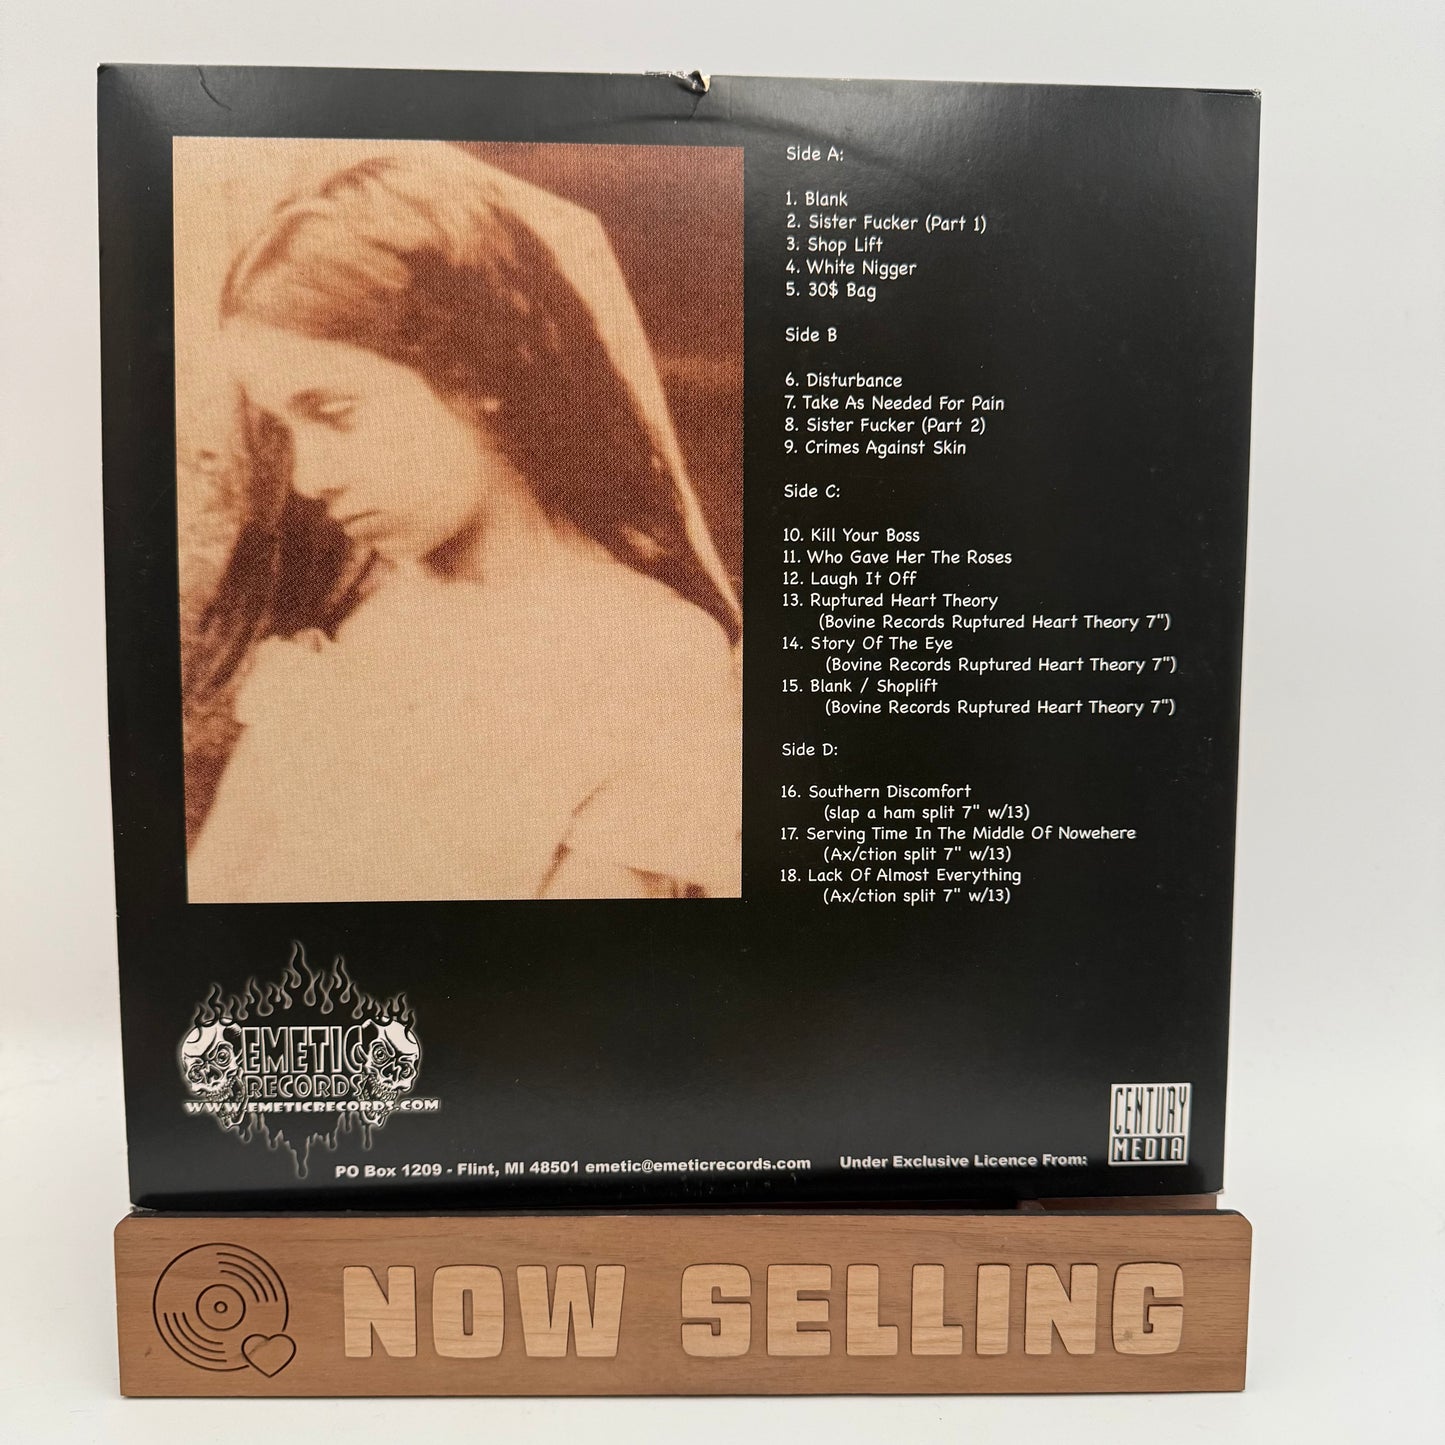 Side A:
1. Blank
2. Sister Fucker (Part 1)
3. Shop Lift
4. White Nigger
5. 30$ Bag
Side B
6. Disturbance
7. Take As Needed For Pain
8. Sister Fucker (Part 2)
9. Crimes Against Skin
Side C:
10. Kill Your Boss
11. Who Gave Her The Roses
12. Laugh It Off
13. Ruptured Heart Theory
(Bovine Records Ruptured Heart Theory 7")
14. Story Of The Eye
(Bovine Records Ruptured Heart Theory 7")
15. Blank / Shoplift
(Bovine Records Ruptured Heart Theory 7")
Side D:
16. Southern Discomfort
(slap a ham split 7" w/13)
17. Serving Time In The Middle Of Nowehere
(Ax/ction split 7" w/13)
18. Lack Of Almost Everything
(Ax/ction split 7" w/13)
EMETIC
RECORDS
WWW.EMETICRECORDS.COM
PO Box 1209 - Flint, MI 48501 emetic@emeticrecords.com
Under Exclusive Licence From:
CENTURY
MEDIA
NOW SELLING